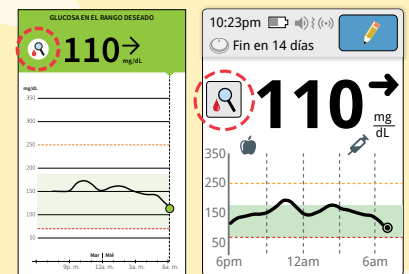 GLUCOSA EN EL RANGO DESEADO
110
mg/dL
mg/dL
350
300
250
200
150
100
50
Mar | Mié
9p. m. 12a. m. 3a. m. 6a. m.
10:23pm
Fin en 14 días
110
mg
dL
350
250
150
50
6pm 12am 6am